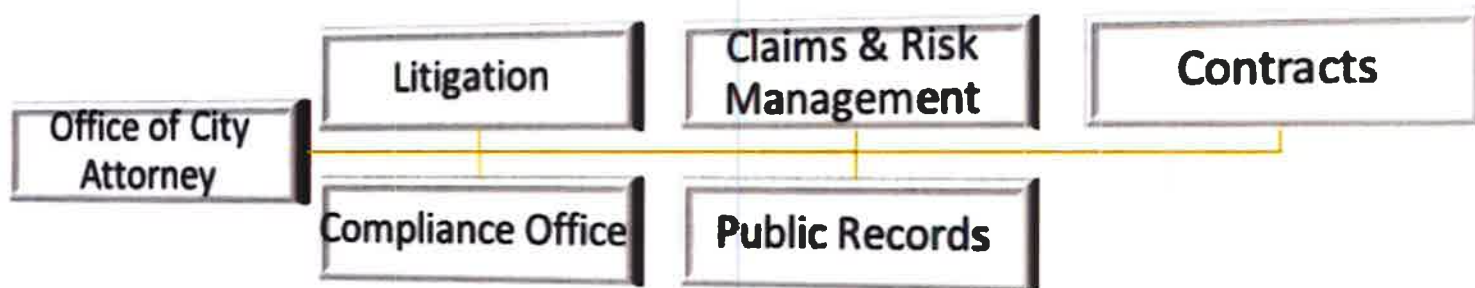 Office of City
Attorney
Litigation
Claims & Risk
Management
Contracts
Compliance Office
Public Records